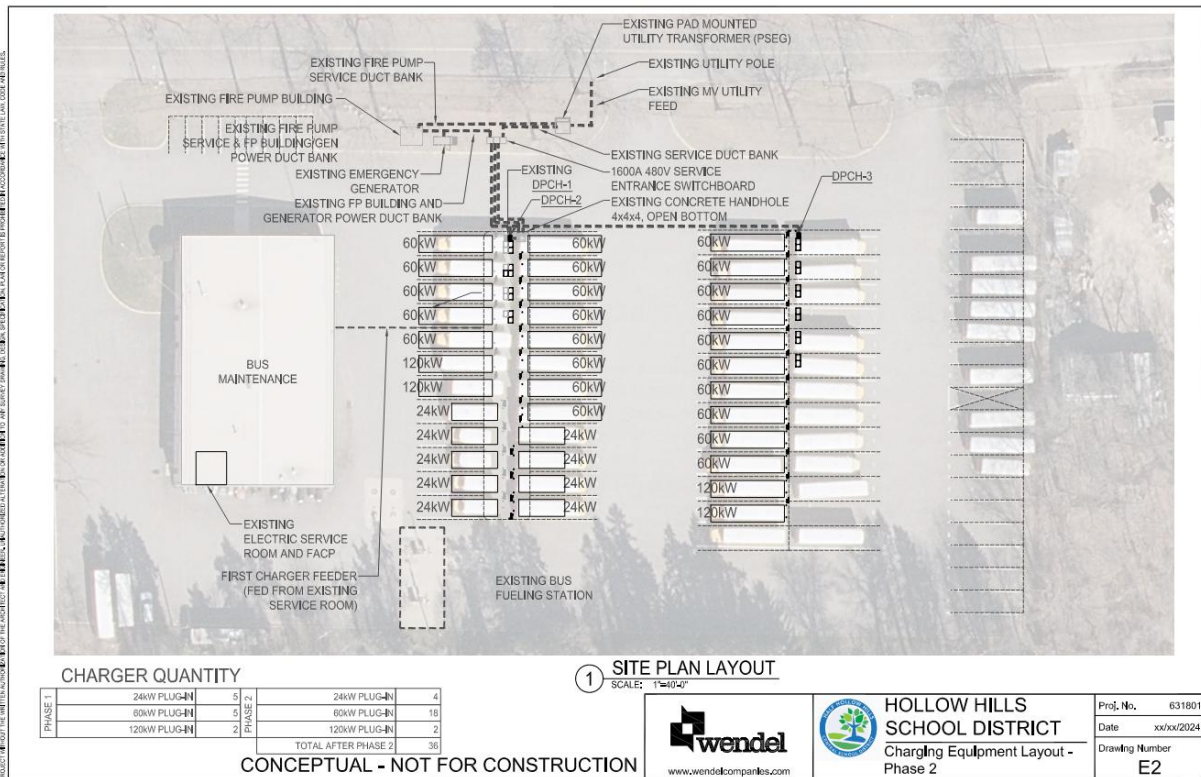 EXISTING PAD MOUNTED
UTILITY TRANSFORMER (PSEG)
EXISTING FIRE PUMP
SERVICE DUCT BANK
EXISTING UTILITY POLE
EXISTING MV UTILITY
FEED
EXISTING FIRE PUMP BUILDING
EXISTING FIRE PUMP
SERVICE & FP BUILDING/GEN
POWER DUCT BANK
EXISTING EMERGENCY
GENERATOR
EXISTING FP BUILDING AND
GENERATOR POWER DUCT BANK
EXISTING SERVICE DUCT BANK
1600A 480V SERVICE
ENTRANCE SWITCHBOARD
EXISTING CONCRETE HANDHOLE
4x4x4, OPEN BOTTOM
EXISTING
DPCH-1
DPCH-2
DPCH-3
60kW 60kW 60kW
60kW 60kW 60kW
60kW 60kW 60kW
60kW 60kW 60kW
60kW 60kW 60kW
120kW 60kW 60kW
120kW 60kW 60kW
24kW 60kW 60kW
24kW 24kW 60kW
24kW 24kW 60kW
24kW 24kW 120kW
24kW 24kW 120kW
BUS
MAINTENANCE
EXISTING
ELECTRIC SERVICE
ROOM AND FACP
FIRST CHARGER FEEDER
(FED FROM EXISTING
SERVICE ROOM)
EXISTING BUS
FUELING STATION
1 SITE PLAN LAYOUT
SCALE: 1"=40'-0"
CHARGER QUANTITY
PHASE 1
24kW PLUG-IN 5
60kW PLUG-IN 5
120kW PLUG-IN 2
PHASE 2
24kW PLUG-IN 4
60kW PLUG-IN 18
120kW PLUG-IN 2
TOTAL AFTER PHASE 2 36
CONCEPTUAL - NOT FOR CONSTRUCTION
wendel
www.wendelcompanies.com
HOLLOW HILLS
SCHOOL DISTRICT
Charging Equipment Layout -
Phase 2
Proj. No. 631801
Date xx/xx/2024
Drawing Number
E2